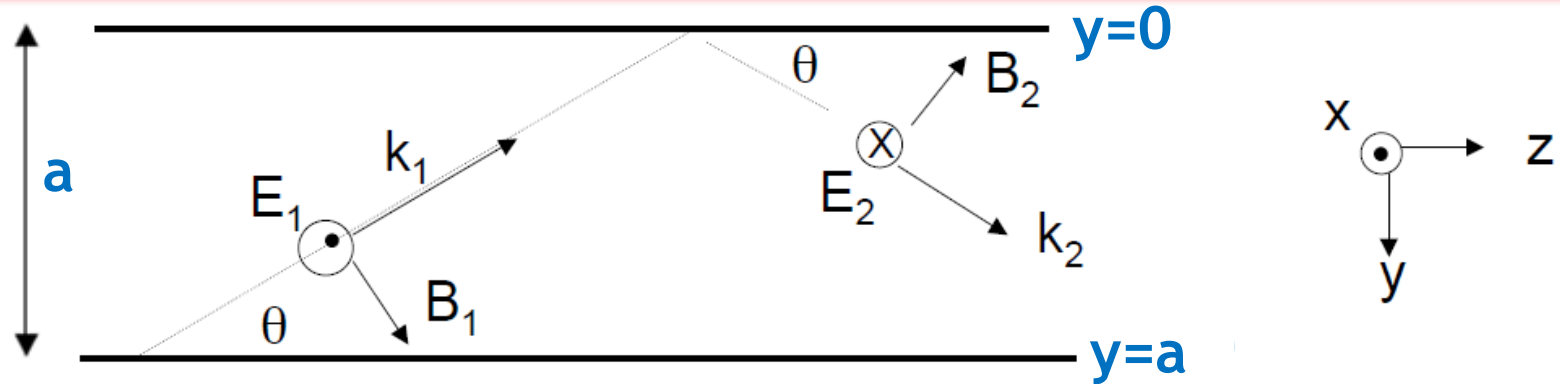 y=0
θ
B₂
x
k₁
X
z
a
E₁
E₂
k₂
y
B₁
θ
y=a